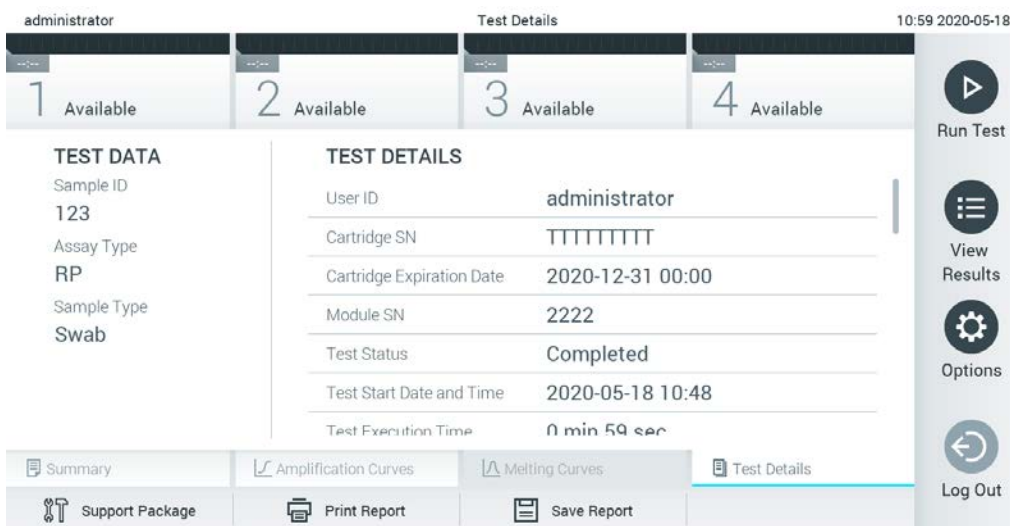 administrator
Test Details
10:59 2020-05-18
--:--
1 Available
--:--
2 Available
--:--
3 Available
--:--
4 Available
Run Test
View
Results
Options
Log Out
TEST DATA
Sample ID
123
Assay Type
RP
Sample Type
Swab
TEST DETAILS
User ID administrator
Cartridge SN TTTTTTTTT
Cartridge Expiration Date 2020-12-31 00:00
Module SN 2222
Test Status Completed
Test Start Date and Time 2020-05-18 10:48
Test Execution Time 0 min 59 sec
Summary
Amplification Curves
Melting Curves
Test Details
Support Package
Print Report
Save Report